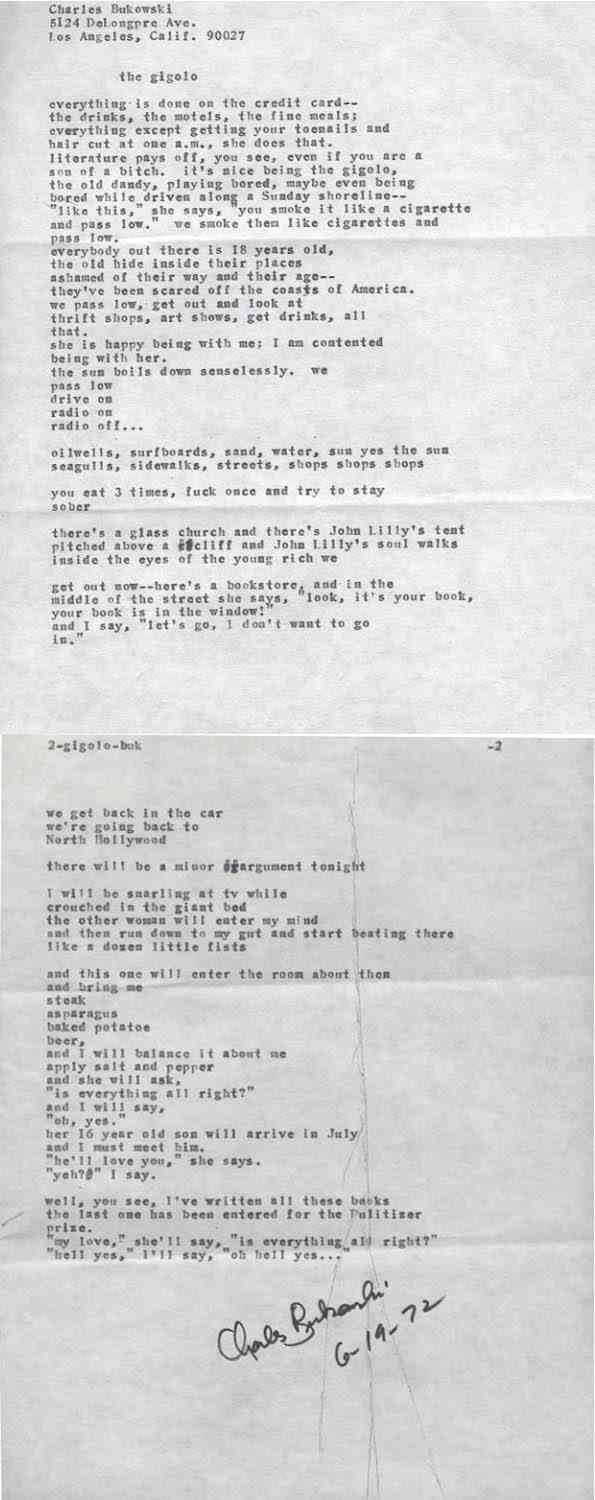 Charles Bukowski
5124 DeLongpre Ave.
Los Angeles, Calif. 90027
the gigolo
everything is done on the credit card--
the drinks, the motels, the fine meals;
everything except getting your toenails and
hair cut at one a.m., she does that.
literature pays off, you see, even if you are a
son of a bitch.  it's nice being the gigolo,
the old dandy, playing bored, maybe even being
bored while driven along a Sunday shoreline--
"like this," she says, "you smoke it like a cigarette
and pass low."  we smoke them like cigarettes and
pass low.
everybody out there is 18 years old,
the old hide inside their places
ashamed of their way and their age--
they've been scared off the coasts of America.
we pass low, get out and look at
thrift shops, art shows, get drinks, all
that.
she is happy being with me; I am contented
being with her.
the sun boils down senselessly.  we
pass low
drive on
radio on
radio off...
oilwells, surfboards, sand, water, sun yes the sun
seagulls, sidewalks, streets, shops shops shops
you eat 3 times, fuck once and try to stay
sober
there's a glass church and there's John Lilly's tent
pitched above a cliff and John Lilly's soul walks
inside the eyes of the young rich we
get out now--here's a bookstore, and in the
middle of the street she says, "look, it's your book,
your book is in the window!"
and I say, "let's go, I don't want to go
in."
2-gigolo-buk -2
we get back in the car
we're going back to
North Hollywood
there will be a minor argument tonight
I will be snarling at tv while
crouched in the giant bed
the other woman will enter my mind
and then run down to my gut and start beating there
like a dozen little fists
and this one will enter the room about then
and bring me
steak
asparagus
baked potatoe
beer,
and I will balance it about me
apply salt and pepper
and she will ask,
"is everything all right?"
and I will say,
"oh, yes."
her 16 year old son will arrive in July
and I must meet him.
"he'll love you," she says.
"yeh?" I say.
well, you see, I've written all these books
the last one has been entered for the Pulitizer
prize.
"my love," she'll say, "is everything all right?"
"hell yes," I'll say, "oh hell yes..."
Charles Bukowski
6-19-72